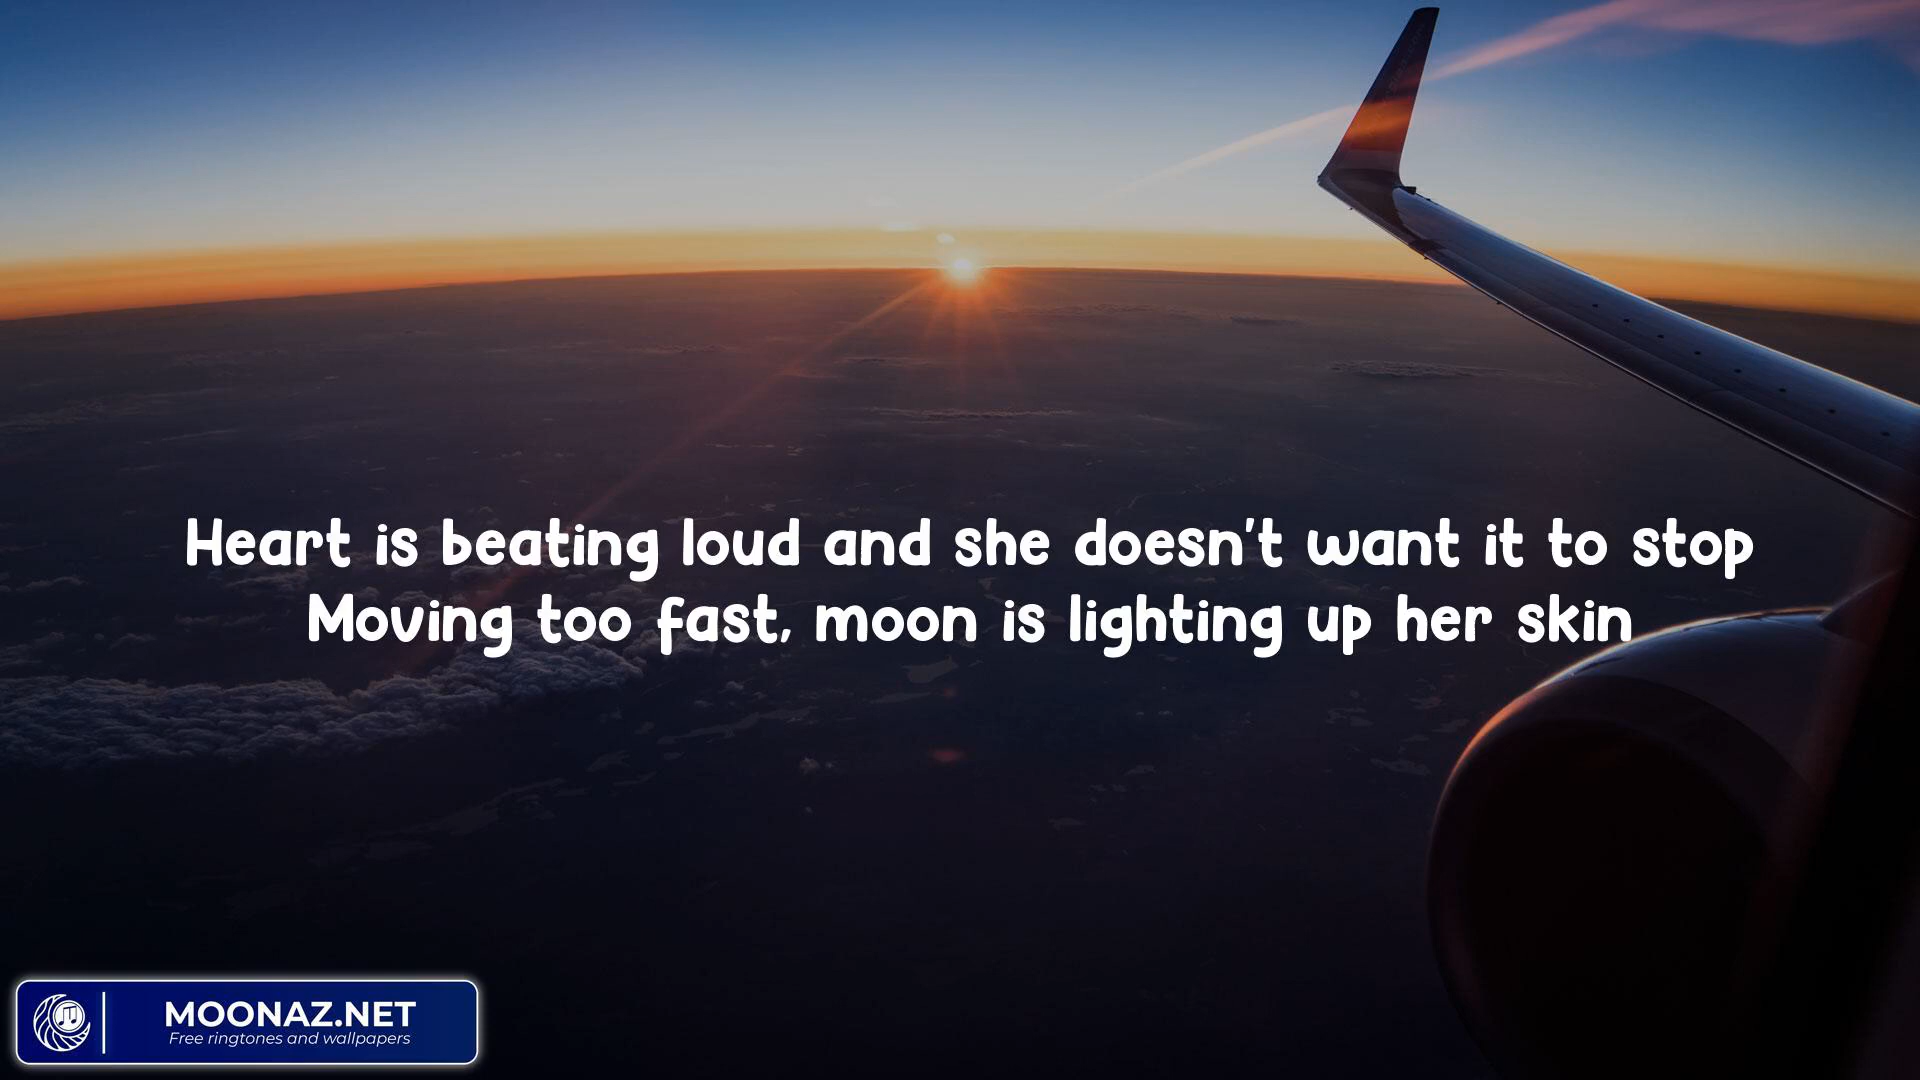 Heart is beating loud and she doesn't want it to stop
Moving too fast, moon is lighting up her skin
MOONAZ.NET
Free ringtones and wallpapers